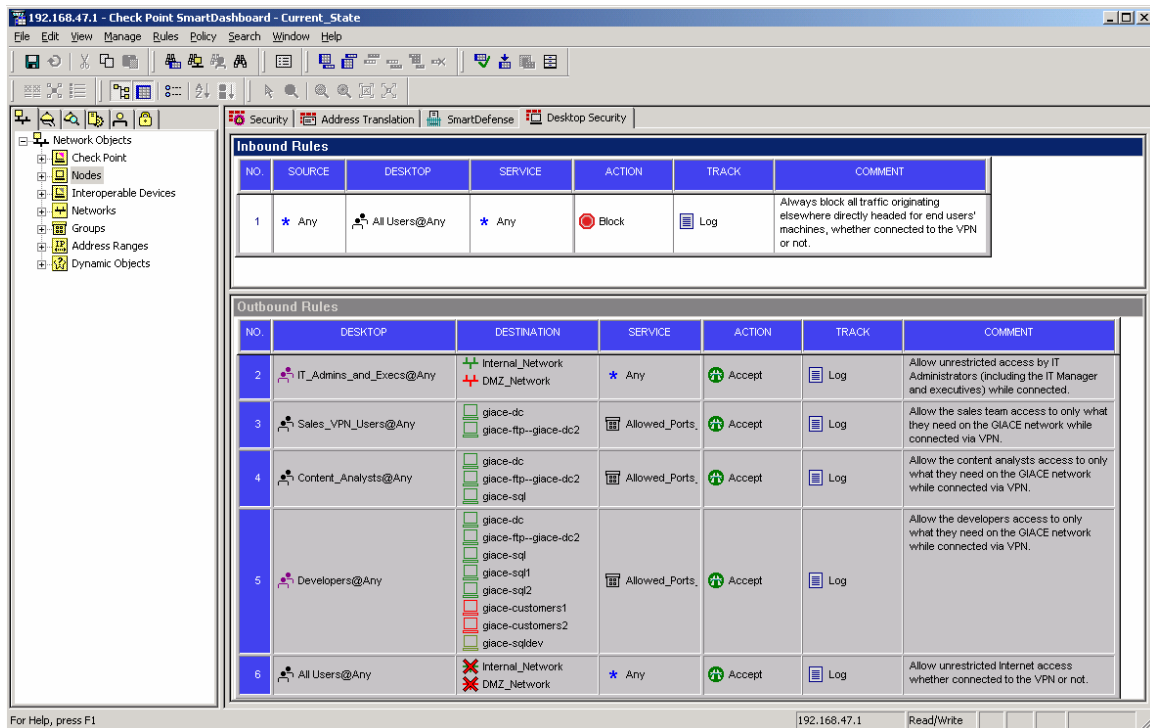 192.168.47.1 - Check Point SmartDashboard - Current_State
File Edit View Manage Rules Policy Search Window Help
Security Address Translation SmartDefense Desktop Security
Network Objects
Check Point
Nodes
Interoperable Devices
Networks
Groups
Address Ranges
Dynamic Objects
Inbound Rules
NO. SOURCE DESKTOP SERVICE ACTION TRACK COMMENT
1 * Any All Users@Any * Any Block Log
Always block all traffic originating
elsewhere directly headed for end users'
machines, whether connected to the VPN
or not.
Outbound Rules
NO. DESKTOP DESTINATION SERVICE ACTION TRACK COMMENT
2 IT_Admins_and_Execs@Any
Internal_Network
DMZ_Network
* Any Accept Log
Allow unrestricted access by IT
Administrators (including the IT Manager
and executives) while connected.
3 Sales_VPN_Users@Any
giace-dc
giace-ftp--giace-dc2
Allowed_Ports_ Accept Log
Allow the sales team access to only what
they need on the GIACE network while
connected via VPN.
4 Content_Analysts@Any
giace-dc
giace-ftp--giace-dc2
giace-sql
Allowed_Ports_ Accept Log
Allow the content analysts access to only
what they need on the GIACE network
while connected via VPN.
5 Developers@Any
giace-dc
giace-ftp--giace-dc2
giace-sql
giace-sql1
giace-sql2
giace-customers1
giace-customers2
giace-sqldev
Allowed_Ports_ Accept Log
Allow the developers access to only
what they need on the GIACE network
while connected via VPN.
6 All Users@Any
Internal_Network
DMZ_Network
* Any Accept Log
Allow unrestricted Internet access
whether connected to the VPN or not.
For Help, press F1 192.168.47.1 Read/Write